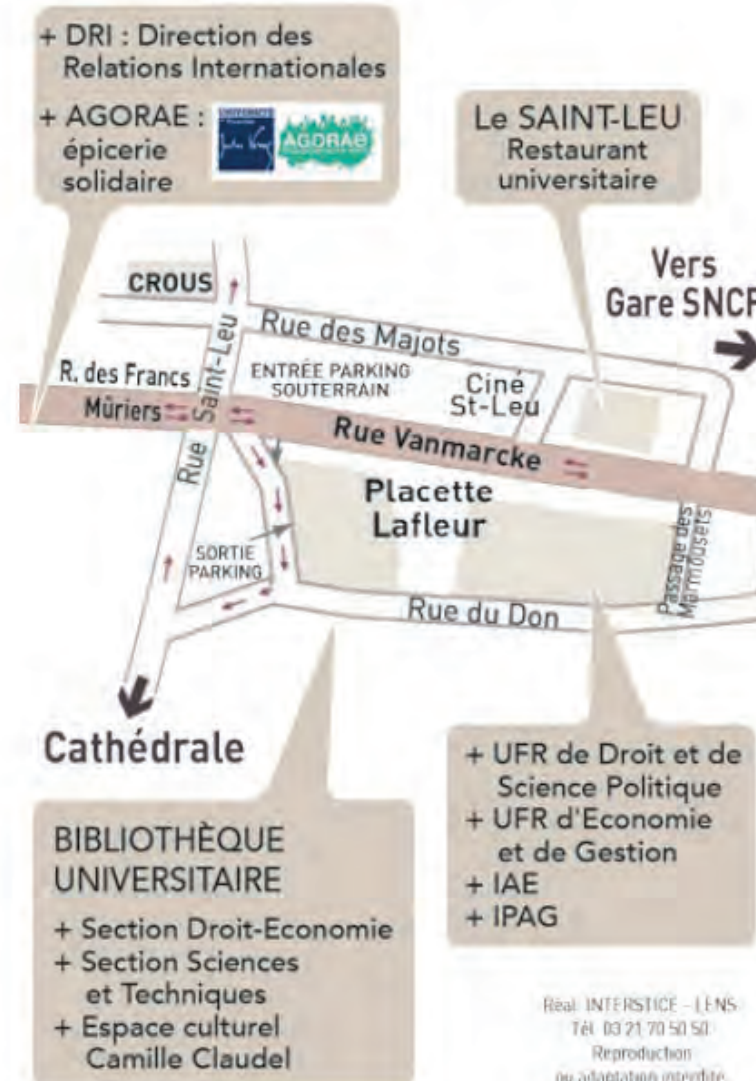 + DRI : Direction des
Relations Internationales
+ AGORAE :
épicerie
solidaire
AGORAe
Le SAINT-LEU
Restaurant
universitaire
Vers
Gare SNCF
CROUS
Rue des Majots
Rue Saint-Leu
R. des Francs
Mûriers
ENTRÉE PARKING
SOUTERRAIN
Ciné
St-Leu
Rue Vanmarcke
Placette
Lafleur
SORTIE
PARKING
Passage des
Marmousets
Rue du Don
Cathédrale
+ UFR de Droit et de
Science Politique
+ UFR d'Economie
et de Gestion
+ IAE
+ IPAG
BIBLIOTHÈQUE
UNIVERSITAIRE
+ Section Droit-Economie
+ Section Sciences
et Techniques
+ Espace culturel
Camille Claudel
Réal. INTERSTICE - LENS
Tél. 03 21 70 50 50
Reproduction
ou adaptation interdite